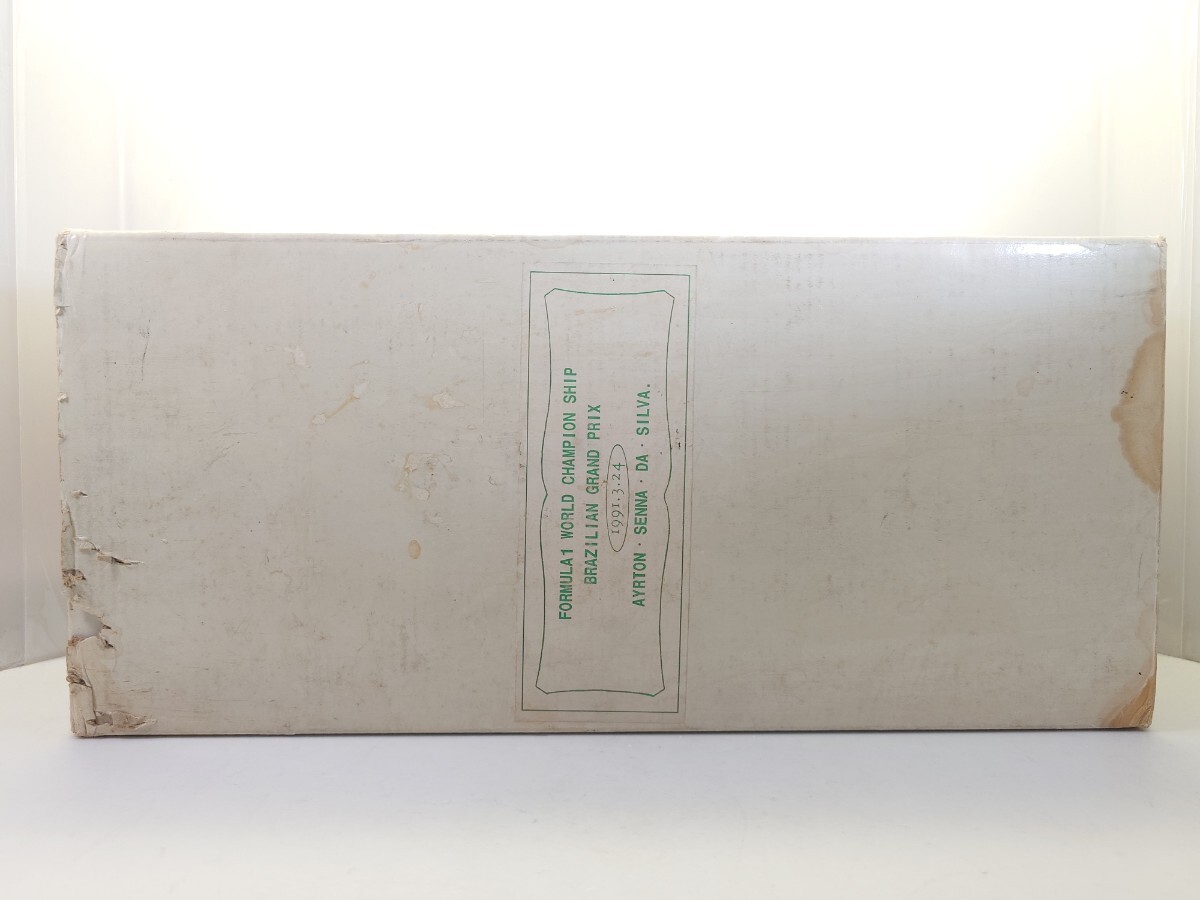 FORMULA1 WORLD CHAMPION SHIP
BRAZILIAN GRAND PRIX
1991.3.24
AYRTON・SENNA・DA・SILVA.